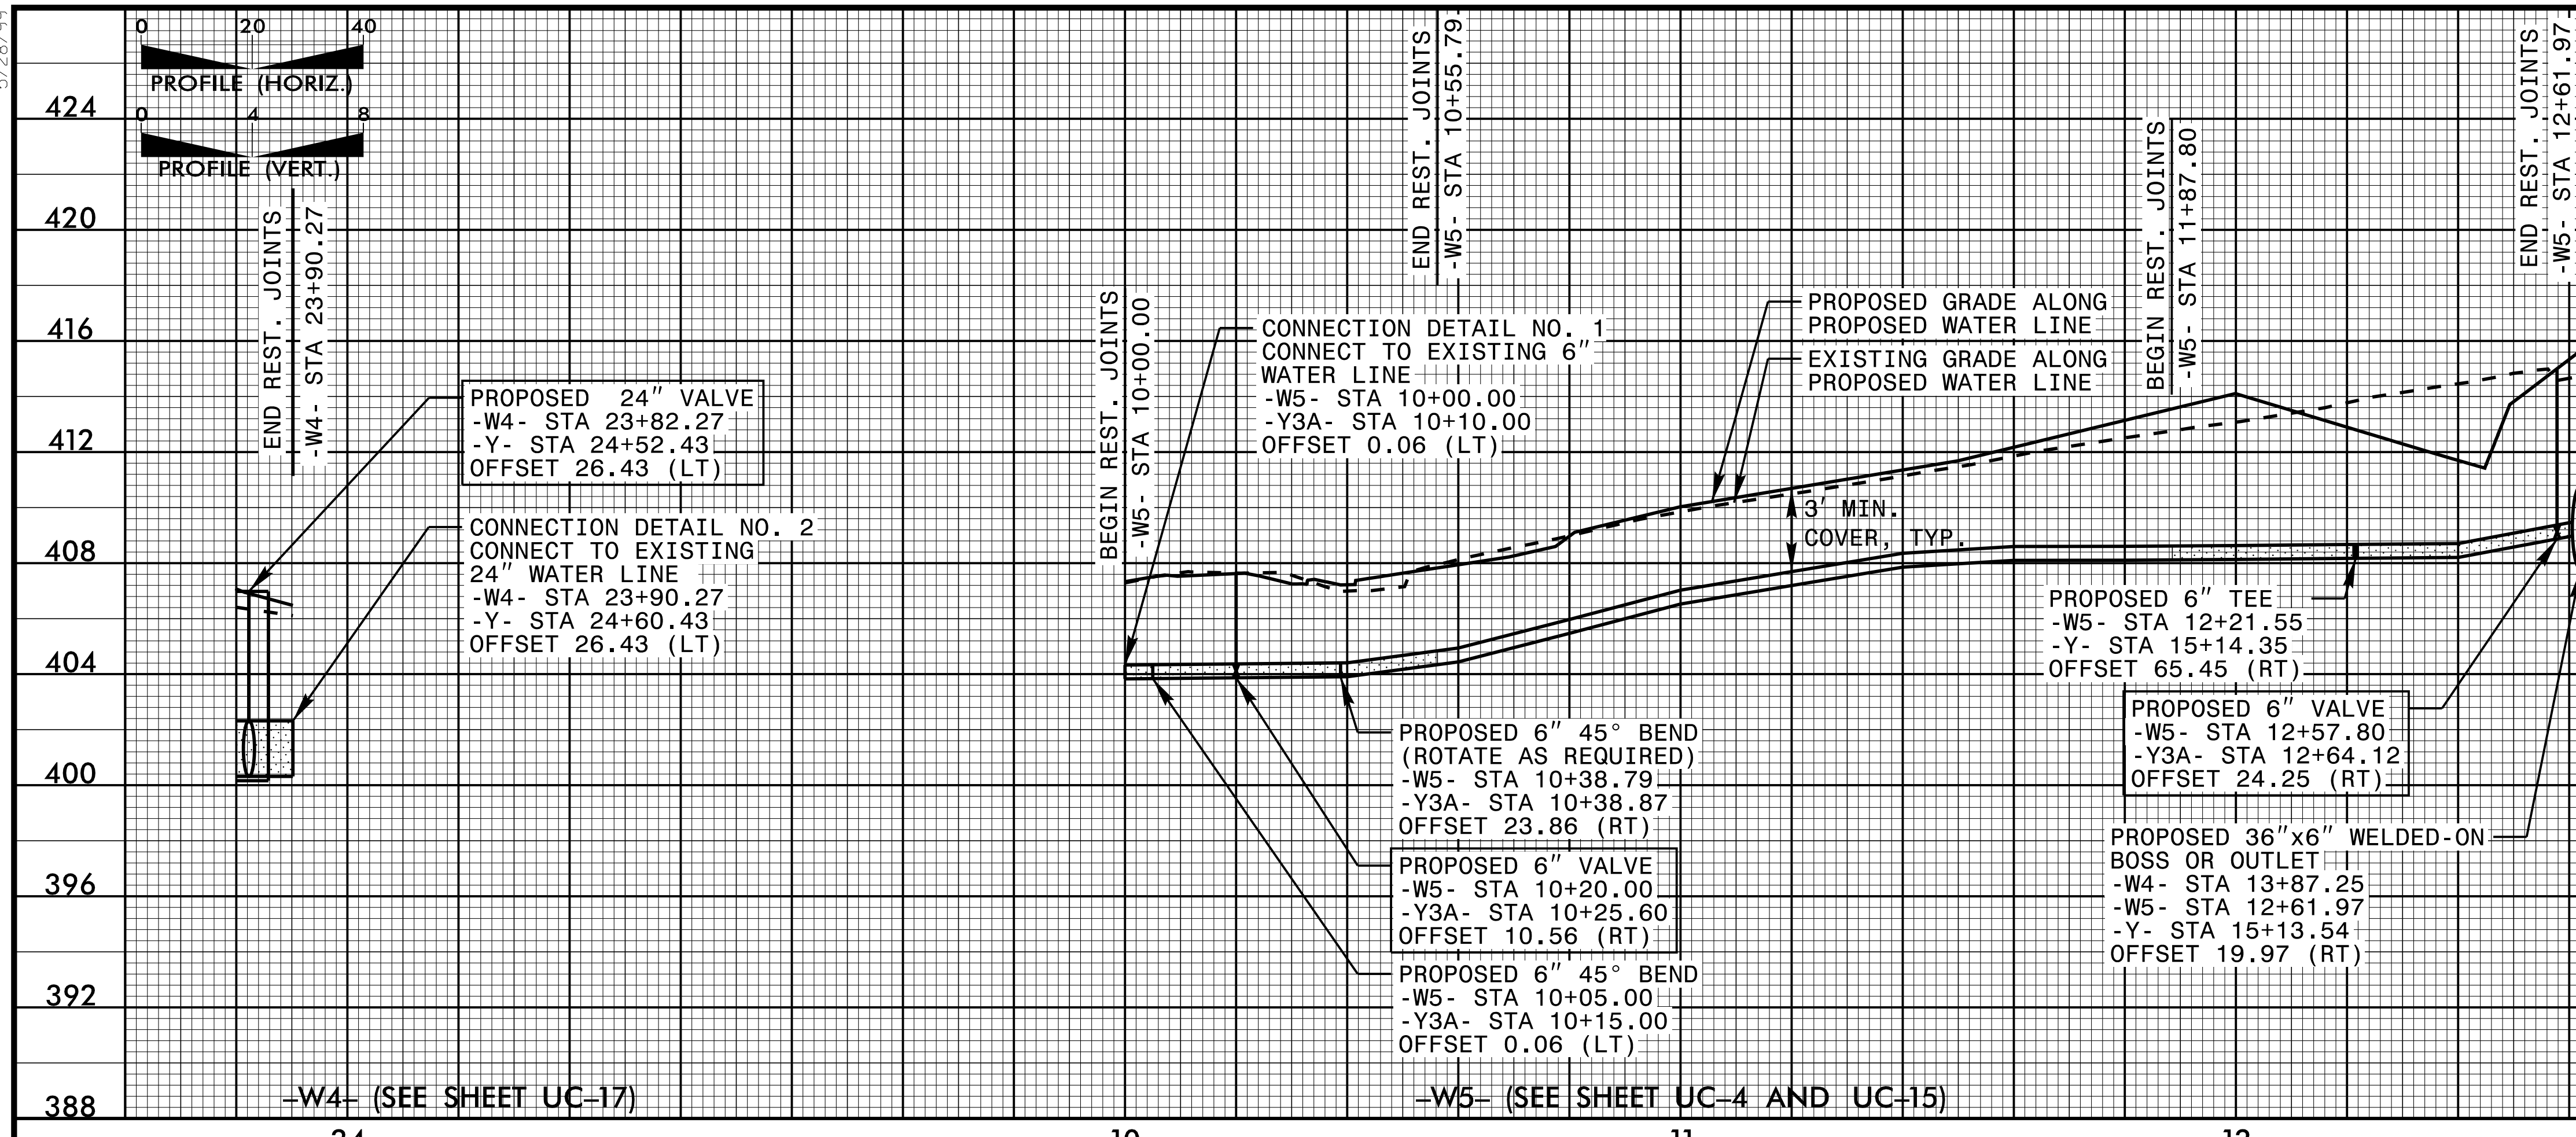 0 20 40
PROFILE (HORIZ.)
0 4 8
PROFILE (VERT.)
424
420
416
412
408
404
400
396
392
388
END REST. JOINTS
-W4- STA 23+90.27
PROPOSED 24" VALVE
-W4- STA 23+82.27
-Y- STA 24+52.43
OFFSET 26.43 (LT)
CONNECTION DETAIL NO. 2
CONNECT TO EXISTING
24" WATER LINE
-W4- STA 23+90.27
-Y- STA 24+60.43
OFFSET 26.43 (LT)
-W4- (SEE SHEET UC-17)
BEGIN REST. JOINTS
-W5- STA 10+00.00
CONNECTION DETAIL NO. 1
CONNECT TO EXISTING 6"
WATER LINE
-W5- STA 10+00.00
-Y3A- STA 10+10.00
OFFSET 0.06 (LT)
END REST. JOINTS
-W5- STA 10+55.79
PROPOSED GRADE ALONG
PROPOSED WATER LINE
EXISTING GRADE ALONG
PROPOSED WATER LINE
3' MIN.
COVER, TYP.
BEGIN REST. JOINTS
-W5- STA 11+87.80
END REST. JOINTS
-W5- STA 12+61.97
PROPOSED 6" 45° BEND
(ROTATE AS REQUIRED)
-W5- STA 10+38.79
-Y3A- STA 10+38.87
OFFSET 23.86 (RT)
PROPOSED 6" VALVE
-W5- STA 10+20.00
-Y3A- STA 10+25.60
OFFSET 10.56 (RT)
PROPOSED 6" 45° BEND
-W5- STA 10+05.00
-Y3A- STA 10+15.00
OFFSET 0.06 (LT)
PROPOSED 6" TEE
-W5- STA 12+21.55
-Y- STA 15+14.35
OFFSET 65.45 (RT)
PROPOSED 6" VALVE
-W5- STA 12+57.80
-Y3A- STA 12+64.12
OFFSET 24.25 (RT)
PROPOSED 36"x6" WELDED-ON
BOSS OR OUTLET
-W4- STA 13+87.25
-W5- STA 12+61.97
-Y- STA 15+13.54
OFFSET 19.97 (RT)
-W5- (SEE SHEET UC-4 AND UC-15)